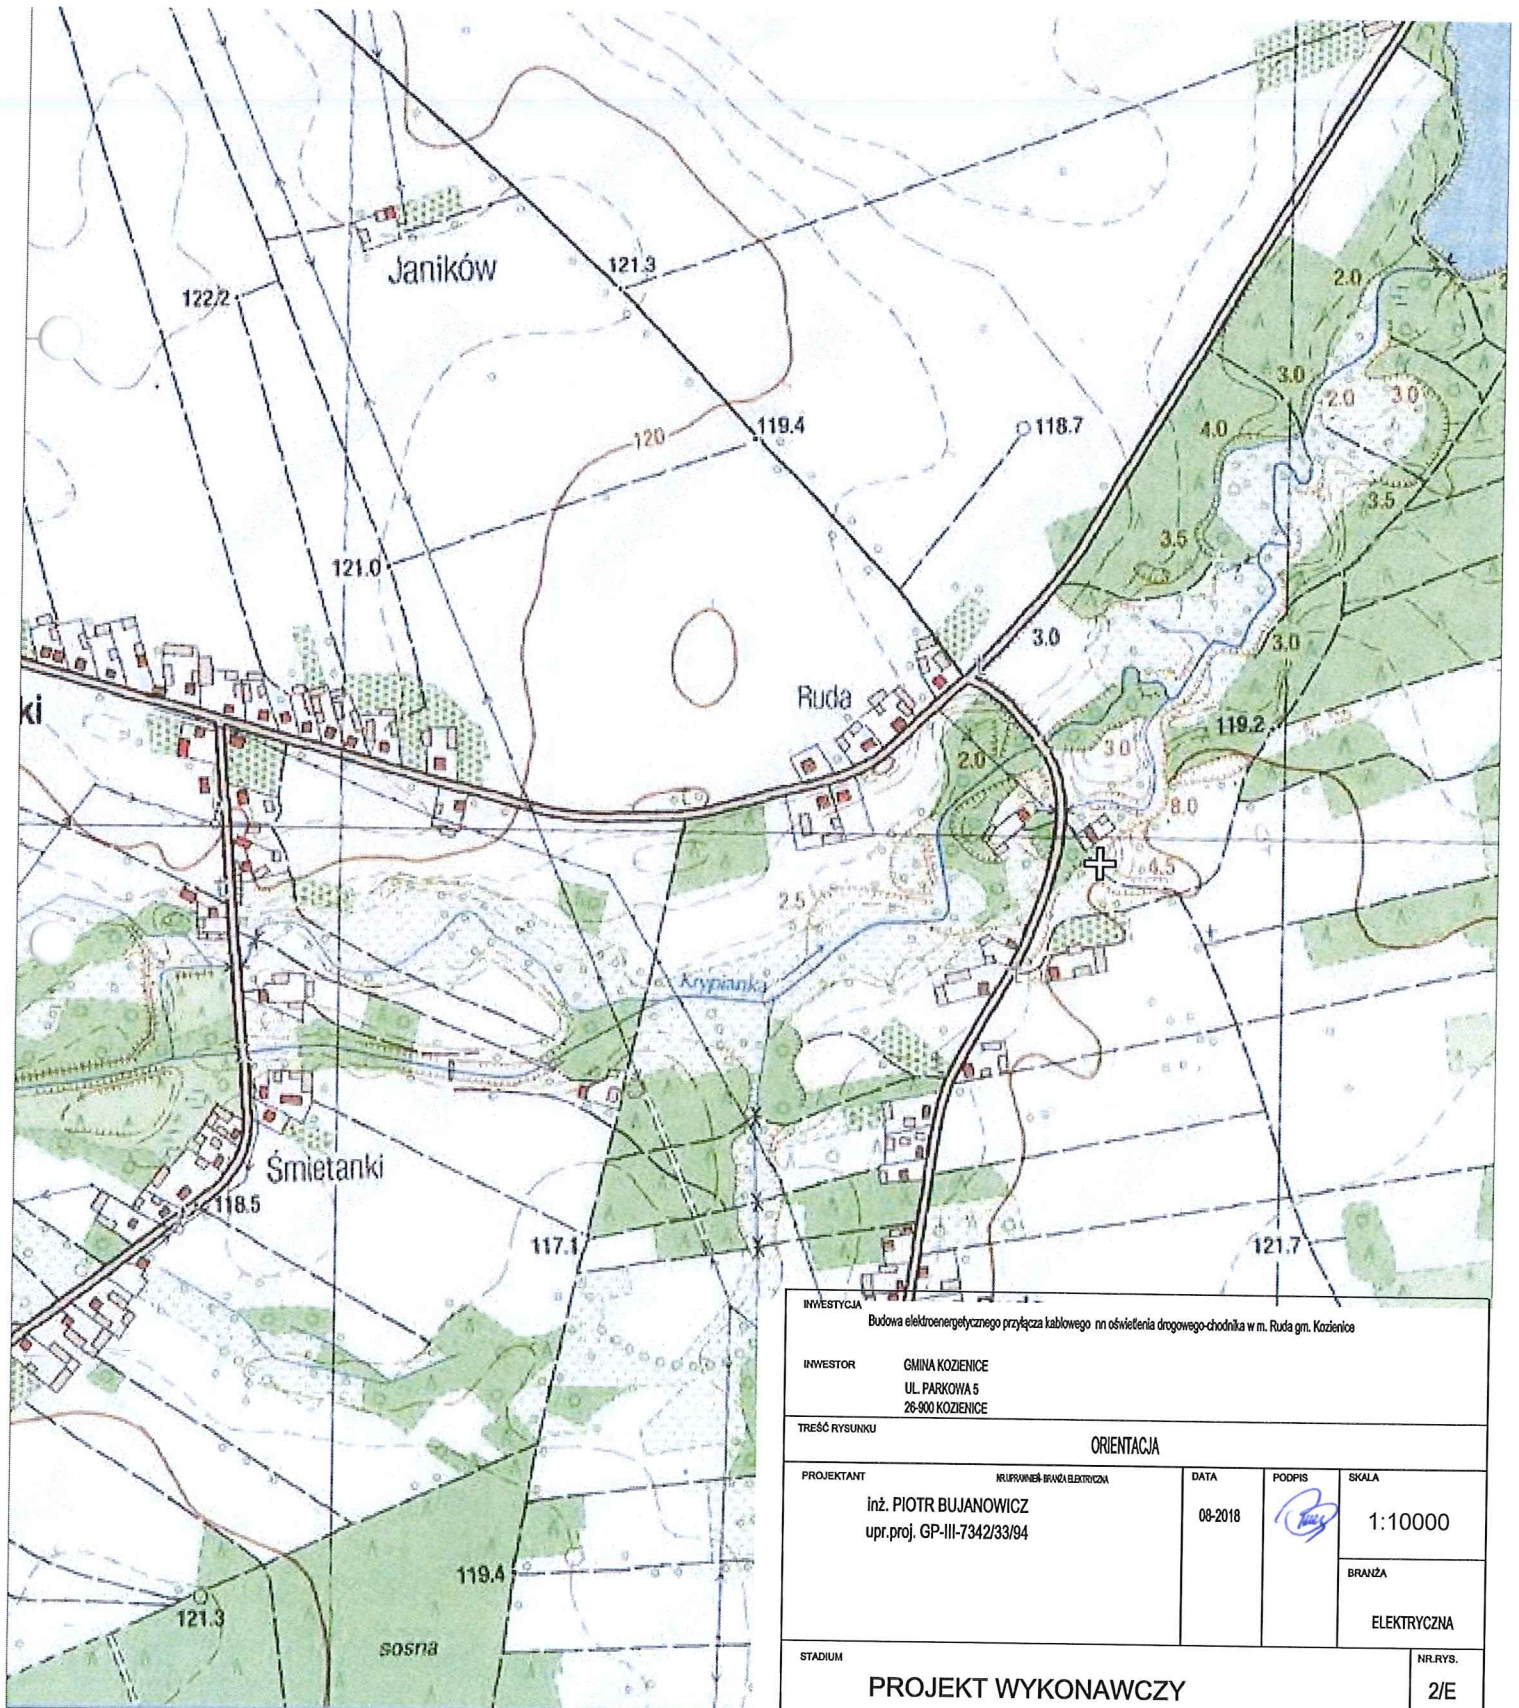 2.0
Janików
121.3
122.2
3.0
2.0
3.0
4.0
119.4
118.7
120
3.5
3.5
121.0
3.0
3.0
Ruda
ki
119.2
3.0
2.0
8.0
4.5
2.5
Krypianka
Śmietanki
118.5
117.1
121.7
119.4
121.3
sosna
INWESTYCJA
Budowa elektroenergetycznego przyłącza kablowego nn oświetlenia drogowego-chodnika w m. Ruda gm. Kozienice
INWESTOR GMINA KOZIENICE
UL. PARKOWA 5
26-900 KOZIENICE
TREŚĆ RYSUNKU
ORIENTACJA
PROJEKTANT NR UPRAWNIEŃ-BRANŻA ELEKTRYCZNA DATA PODPIS SKALA
inż. PIOTR BUJANOWICZ
upr.proj. GP-III-7342/33/94
08-2018
1:10000
BRANŻA
ELEKTRYCZNA
STADIUM NR.RYS.
PROJEKT WYKONAWCZY 2/E